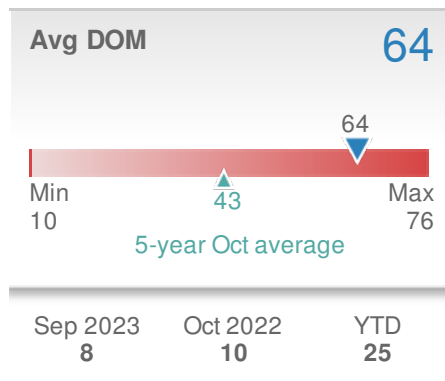 Avg DOM 64
64
Min Max
10 43 76
5-year Oct average
Sep 2023 Oct 2022 YTD
8 10 25